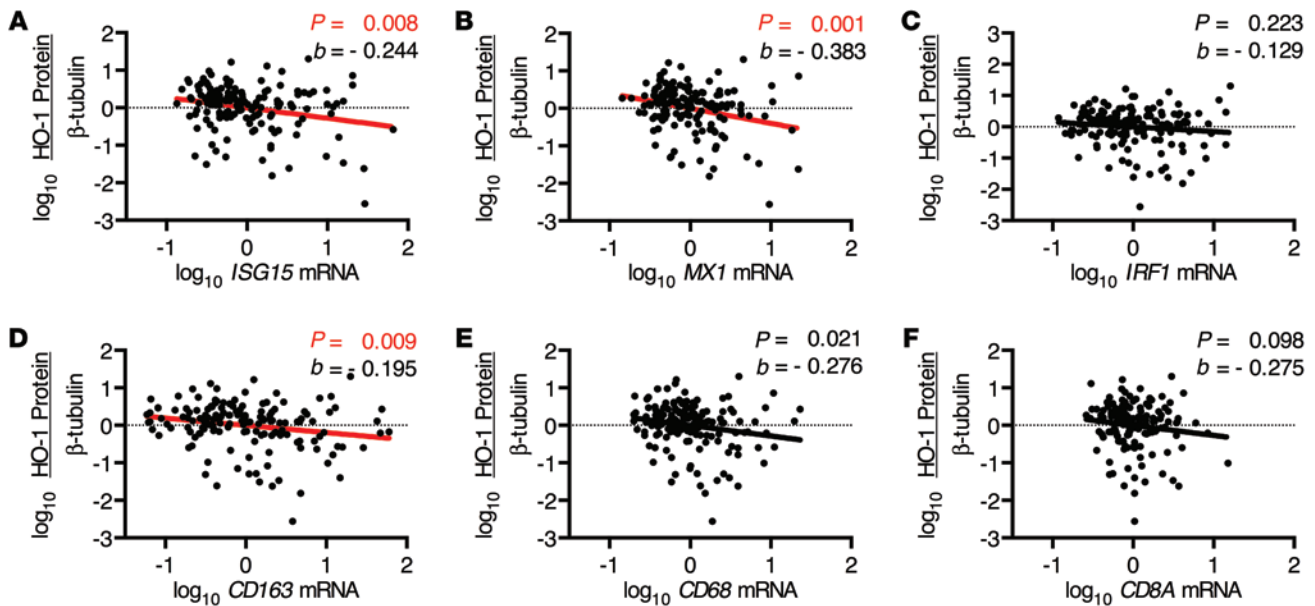 A
P = 0.008
b = - 0.244
log10 HO-1 Protein
β-tubulin
2
1
0
-1
-2
-3
-1 0 1 2
log10 ISG15 mRNA
B
P = 0.001
b = - 0.383
log10 HO-1 Protein
β-tubulin
2
1
0
-1
-2
-3
-1 0 1 2
log10 MX1 mRNA
C
P = 0.223
b = - 0.129
log10 HO-1 Protein
β-tubulin
3
2
1
0
-1
-2
-3
-1 0 1 2
log10 IRF1 mRNA
D
P = 0.009
b = - 0.195
log10 HO-1 Protein
β-tubulin
2
1
0
-1
-2
-3
-1 0 1 2
log10 CD163 mRNA
E
P = 0.021
b = - 0.276
log10 HO-1 Protein
β-tubulin
2
1
0
-1
-2
-3
-1 0 1 2
log10 CD68 mRNA
F
P = 0.098
b = - 0.275
log10 HO-1 Protein
β-tubulin
2
1
0
-1
-2
-3
-1 0 1 2
log10 CD8A mRNA